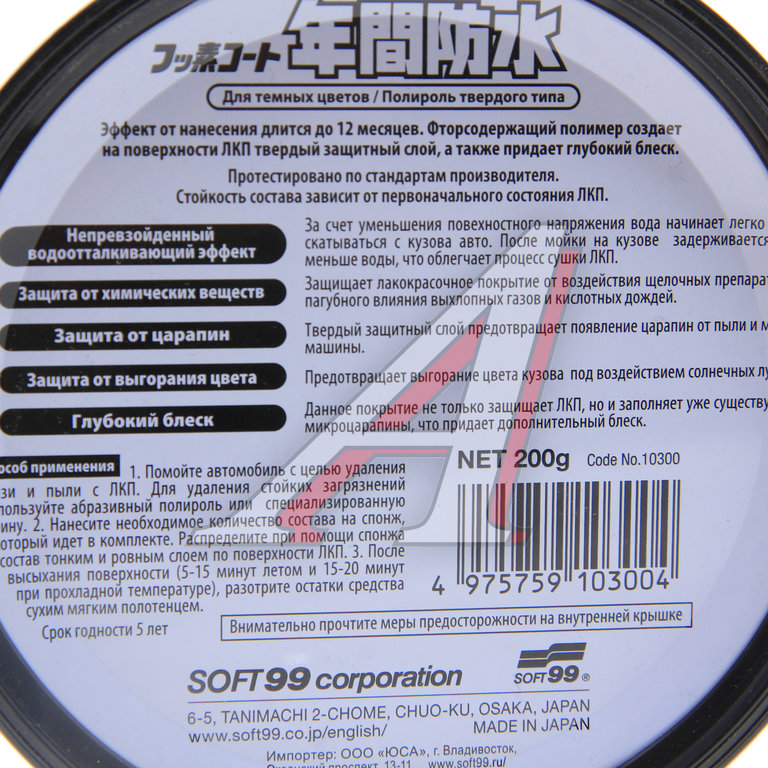 フッ素コート 年間防水
Для темных цветов / Полироль твердого типа
Эффект от нанесения длится до 12 месяцев. Фторсодержащий полимер создает
на поверхности ЛКП твердый защитный слой, а также придает глубокий блеск.
Протестировано по стандартам производителя.
Стойкость состава зависит от первоначального состояния ЛКП.
Непревзойденный
водоотталкивающий эффект
За счет уменьшения повехностного напряжения вода начинает легко
скатываться с кузова авто. После мойки на кузове задерживается
меньше воды, что облегчает процесс сушки ЛКП.
Защита от химических веществ
Защищает лакокрасочное покрытие от воздействия щелочных препарат
пагубного влияния выхлопных газов и кислотных дождей.
Защита от царапин
Твердый защитный слой предотвращает появление царапин от пыли и м
машины.
Защита от выгорания цвета
Предотвращает выгорание цвета кузова под воздействием солнечных лу
Глубокий блеск
Данное покрытие не только защищает ЛКП, но и заполняет уже существу
микроцарапины, что придает дополнительный блеск.
особ применения 1. Помойте автомобиль с целью удаления
зи и пыли с ЛКП. Для удаления стойких загрязнений
пользуйте абразивный полироль или специализированную
ину. 2. Нанесите необходимое количество состава на спонж,
оторый идет в комплекте. Распределите при помощи спонжа
состав тонким и ровным слоем по поверхности ЛКП. 3. После
высыхания поверхности (5-15 минут летом и 15-20 минут
при прохладной температуре), разотрите остатки средства
сухим мягким полотенцем.
Срок годности 5 лет
NET 200g Code No.10300
4 975759 103004
Внимательно прочтите меры предосторожности на внутренней крышке
SOFT99 corporation
SOFT99®
6-5, TANIMACHI 2-CHOME, CHUO-KU, OSAKA, JAPAN
www.soft99.co.jp/english/ MADE IN JAPAN
Импортер: ООО «ЮСА», г. Владивосток,
Океанский проспект, 13-11 www.soft99.ru/